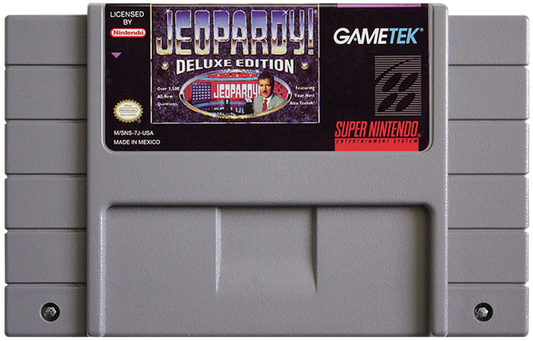 LICENSED
BY
Nintendo
JEOPARDY!
DELUXE EDITION
Over 3,500
All-New
Questions
JEOPARDY!
Featuring
Your Host
Alex Trebek!
GAMETEK®
M/SNS-7J-USA
MADE IN MEXICO
SUPER NINTENDO
ENTERTAINMENT SYSTEM